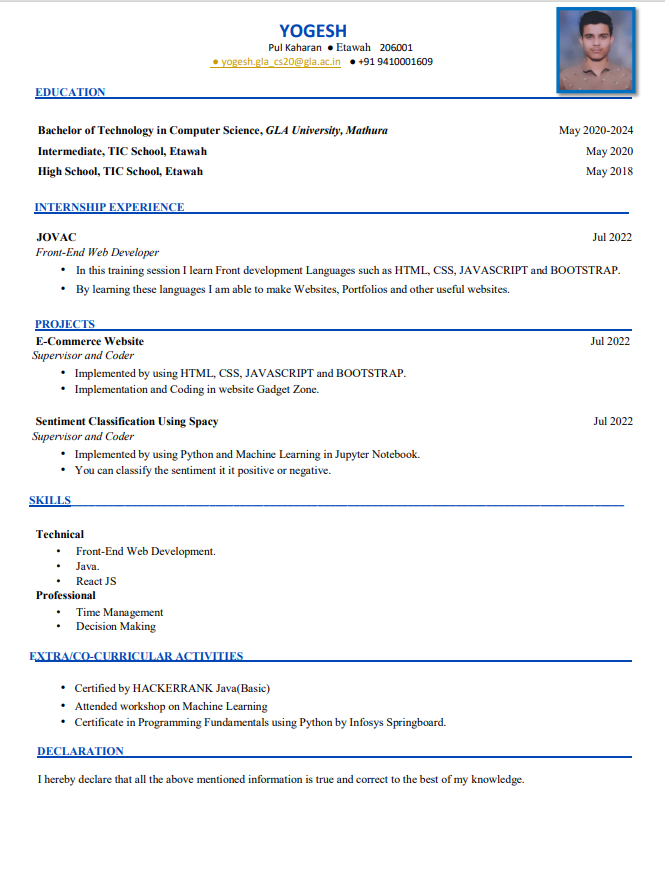 YOGESH
Pul Kaharan ● Etawah 206001
● yogesh.gla_cs20@gla.ac.in ● +91 9410001609
EDUCATION
Bachelor of Technology in Computer Science, GLA University, Mathura May 2020-2024
Intermediate, TIC School, Etawah May 2020
High School, TIC School, Etawah May 2018
INTERNSHIP EXPERIENCE
JOVAC Jul 2022
Front-End Web Developer
• In this training session I learn Front development Languages such as HTML, CSS, JAVASCRIPT and BOOTSTRAP.
• By learning these languages I am able to make Websites, Portfolios and other useful websites.
PROJECTS
E-Commerce Website Jul 2022
Supervisor and Coder
• Implemented by using HTML, CSS, JAVASCRIPT and BOOTSTRAP.
• Implementation and Coding in website Gadget Zone.
Sentiment Classification Using Spacy Jul 2022
Supervisor and Coder
• Implemented by using Python and Machine Learning in Jupyter Notebook.
• You can classify the sentiment it it positive or negative.
SKILLS
Technical
• Front-End Web Development.
• Java.
• React JS
Professional
• Time Management
• Decision Making
EXTRA/CO-CURRICULAR ACTIVITIES
• Certified by HACKERRANK Java(Basic)
• Attended workshop on Machine Learning
• Certificate in Programming Fundamentals using Python by Infosys Springboard.
DECLARATION
I hereby declare that all the above mentioned information is true and correct to the best of my knowledge.